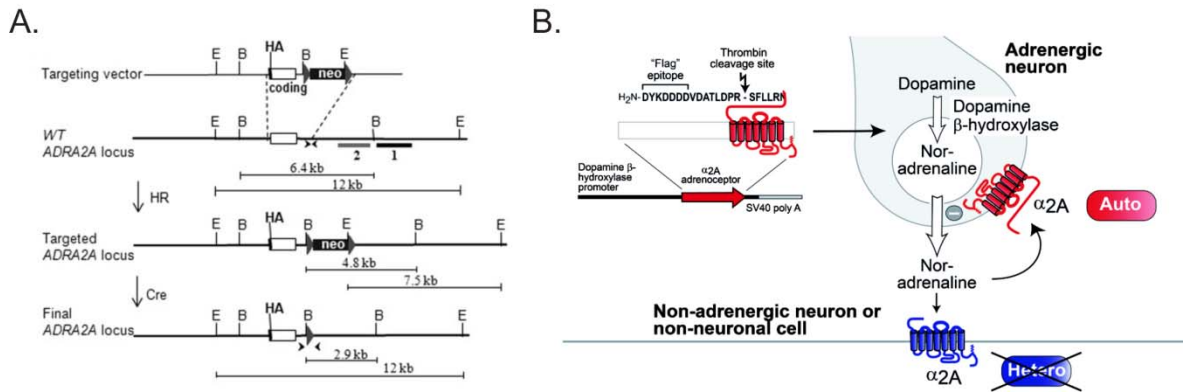 A.
E B HA B E
Targeting vector
neo
coding
WT
ADRA2A locus
E B B E
2 1
6.4 kb
12 kb
HR
Targeted
ADRA2A locus
E B HA B E B E
neo
4.8 kb
7.5 kb
Cre
Final
ADRA2A locus
E B HA B B E
2.9 kb
12 kb
B.
"Flag"
epitope
Thrombin
cleavage site
H2N-DYKDDDDVDATLDPR - SFLLRN
Dopamine β-
hydroxylase
promoter
α2A
adrenoceptor
SV40 poly A
Adrenergic
neuron
Dopamine
Dopamine
β-hydroxylase
Nor-
adrenaline
−
α2A
Auto
Nor-
adrenaline
Non-adrenergic neuron or
non-neuronal cell
α2A
Hetero